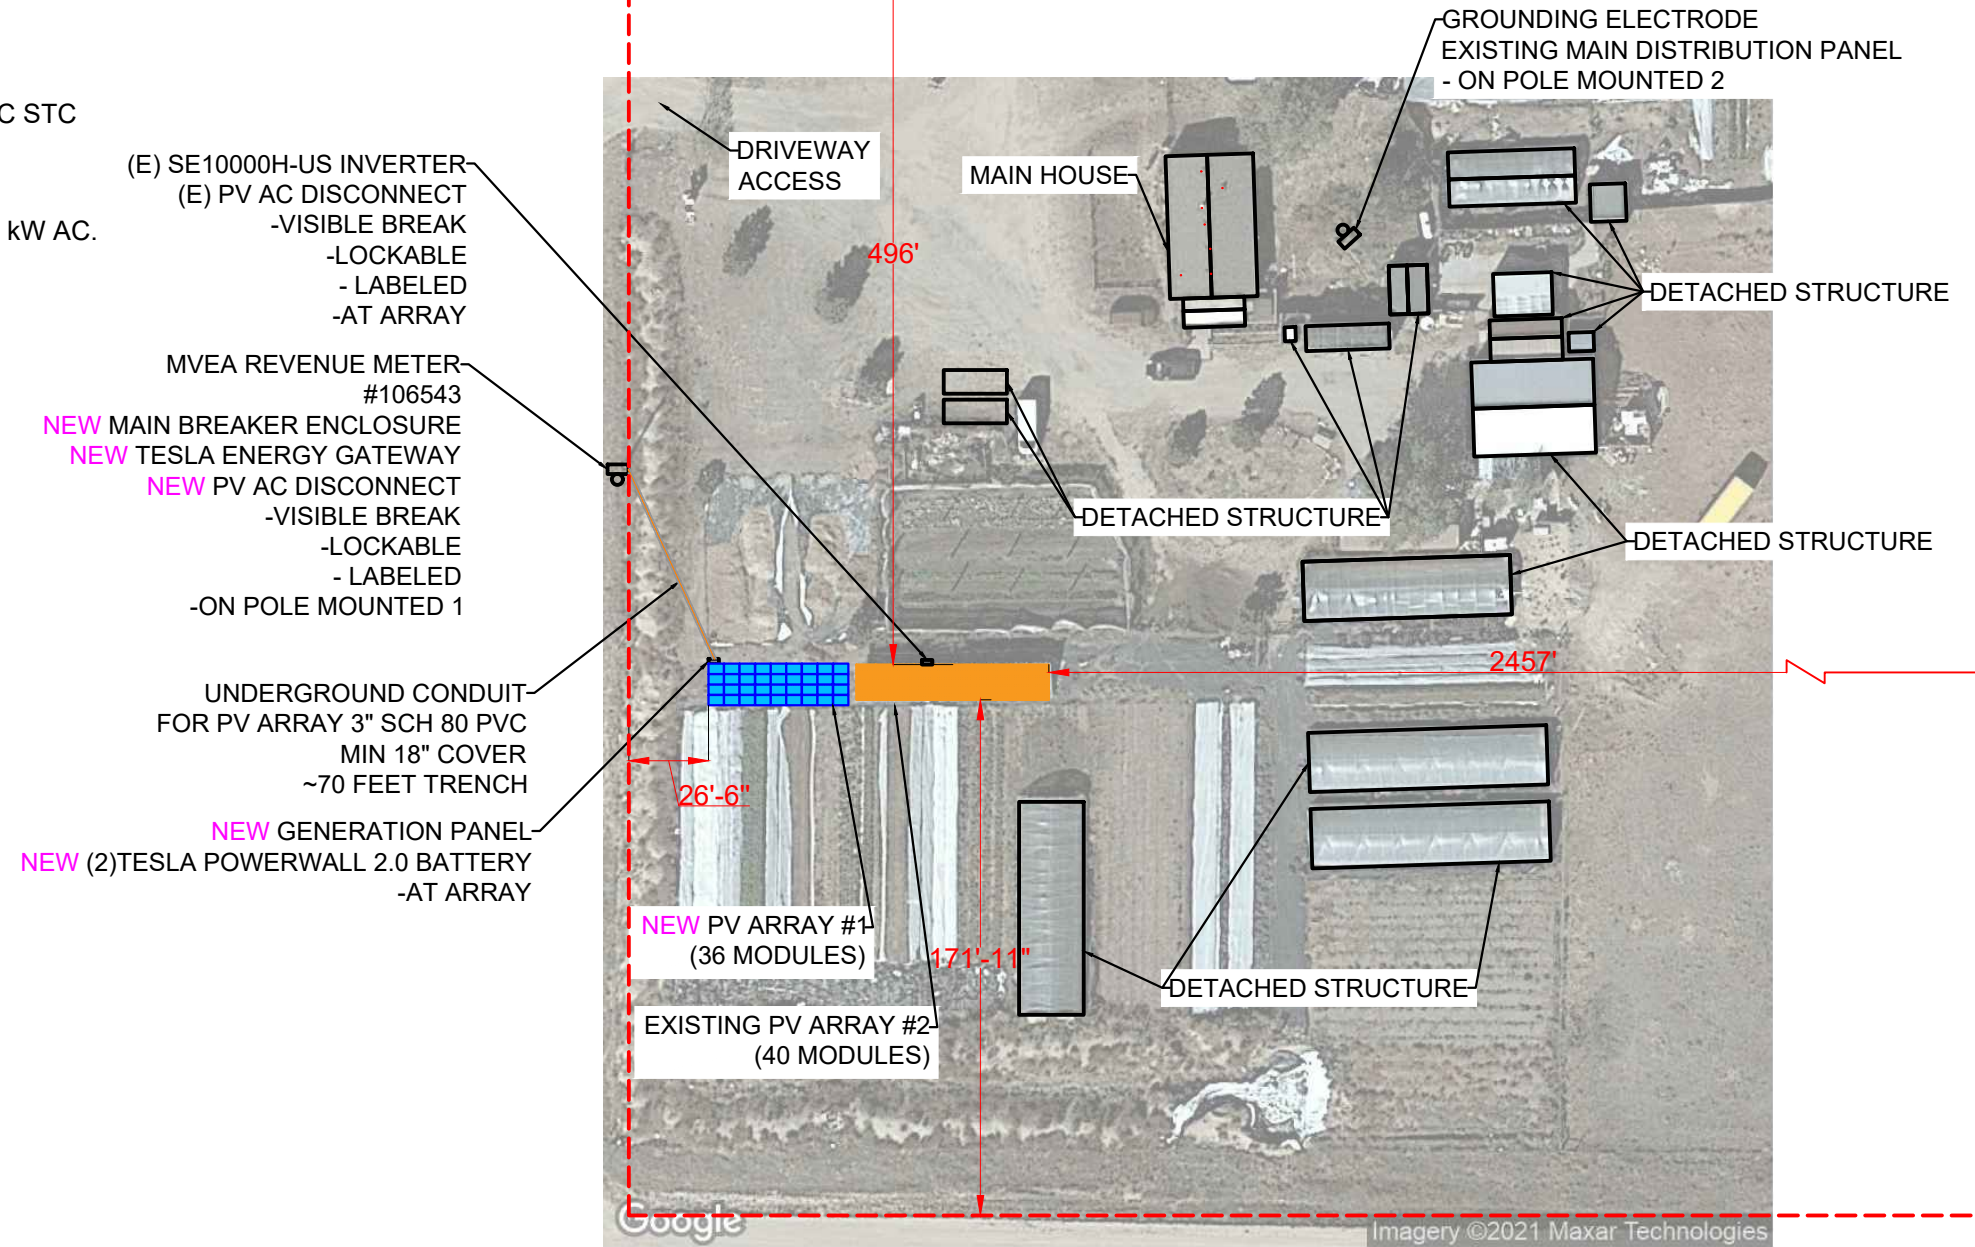 C STC
kW AC.
(E) SE10000H-US INVERTER
(E) PV AC DISCONNECT
-VISIBLE BREAK
-LOCKABLE
- LABELED
-AT ARRAY
MVEA REVENUE METER
#106543
NEW MAIN BREAKER ENCLOSURE
NEW TESLA ENERGY GATEWAY
NEW PV AC DISCONNECT
-VISIBLE BREAK
-LOCKABLE
- LABELED
-ON POLE MOUNTED 1
UNDERGROUND CONDUIT
FOR PV ARRAY 3" SCH 80 PVC
MIN 18" COVER
~70 FEET TRENCH
NEW GENERATION PANEL
NEW (2)TESLA POWERWALL 2.0 BATTERY
-AT ARRAY
DRIVEWAY
ACCESS
496'
MAIN HOUSE
GROUNDING ELECTRODE
EXISTING MAIN DISTRIBUTION PANEL
- ON POLE MOUNTED 2
DETACHED STRUCTURE
DETACHED STRUCTURE
DETACHED STRUCTURE
2457'
26'-6"
NEW PV ARRAY #1
(36 MODULES)
171'-11"
DETACHED STRUCTURE
EXISTING PV ARRAY #2
(40 MODULES)
Google
Imagery ©2021 Maxar Technologies